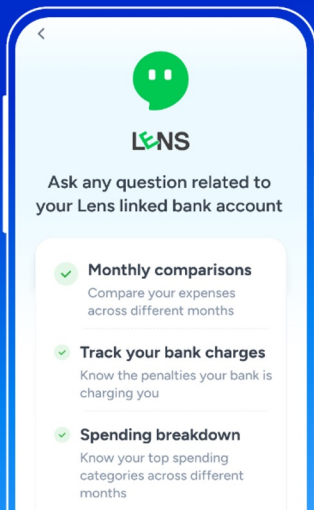 LENS
Ask any question related to
your Lens linked bank account
Monthly comparisons
Compare your expenses
across different months
Track your bank charges
Know the penalties your bank is
charging you
Spending breakdown
Know your top spending
categories across different
months